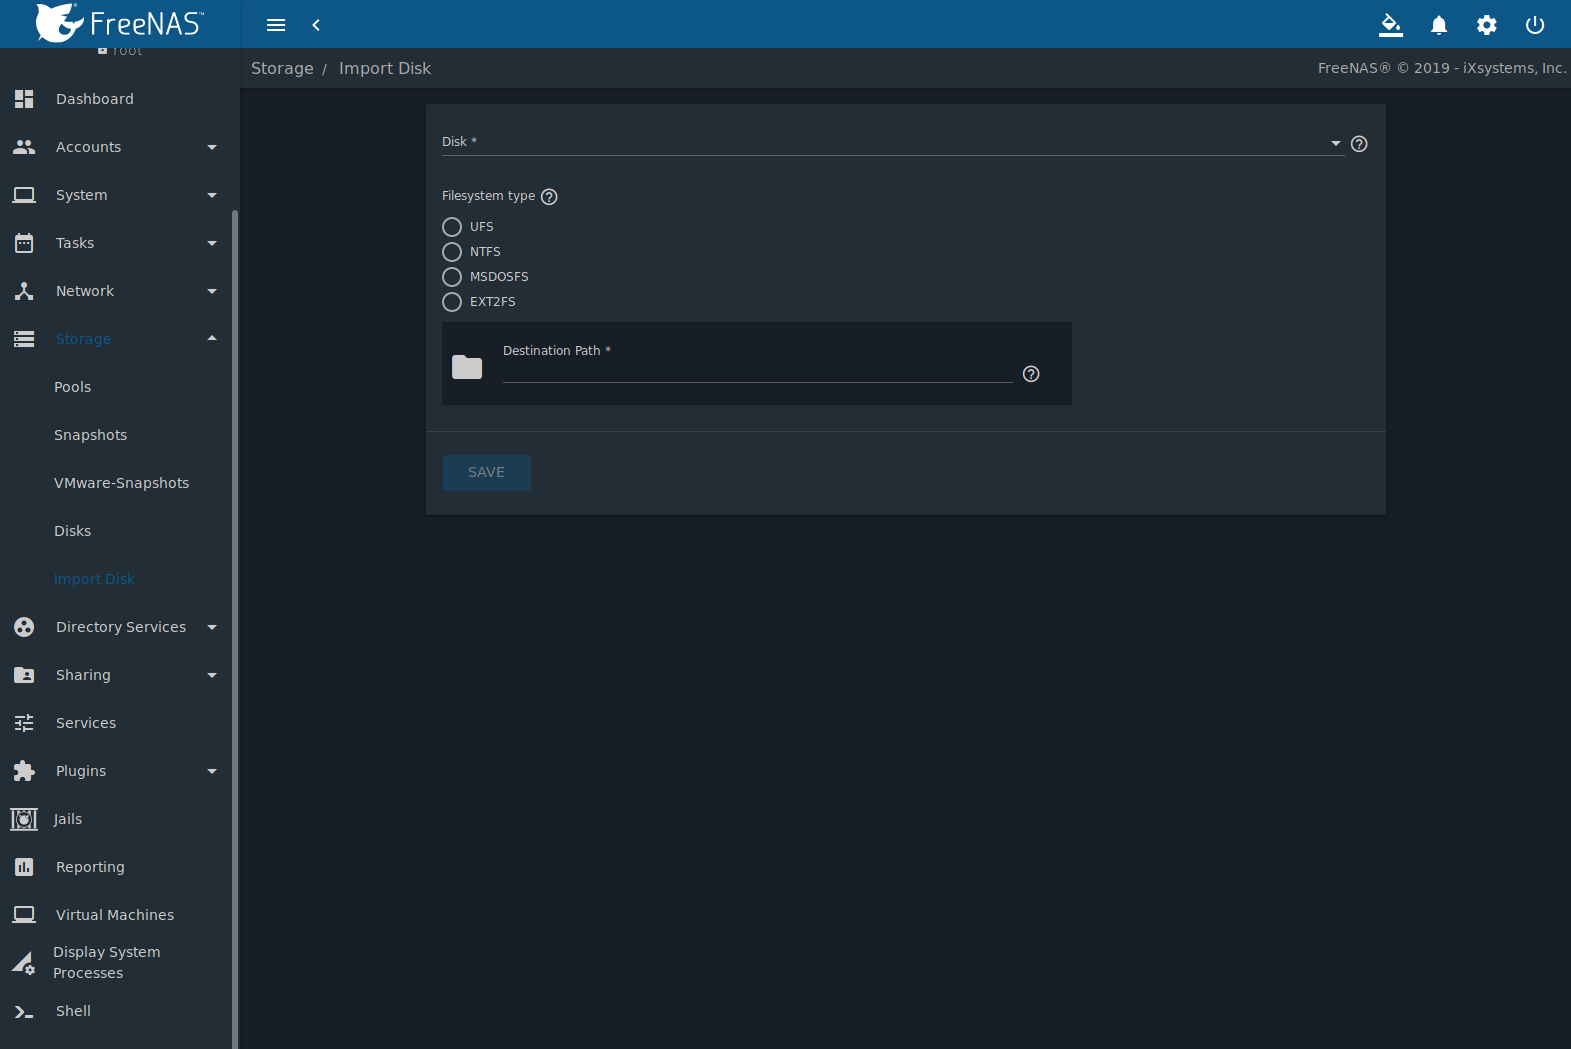 FreeNAS™
Storage / Import Disk
FreeNAS® © 2019 - iXsystems, Inc.
root
Dashboard
Accounts
System
Tasks
Network
Storage
Pools
Snapshots
VMware-Snapshots
Disks
Import Disk
Directory Services
Sharing
Services
Plugins
Jails
Reporting
Virtual Machines
Display System
Processes
Shell
Disk *
Filesystem type
UFS
NTFS
MSDOSFS
EXT2FS
Destination Path *
SAVE